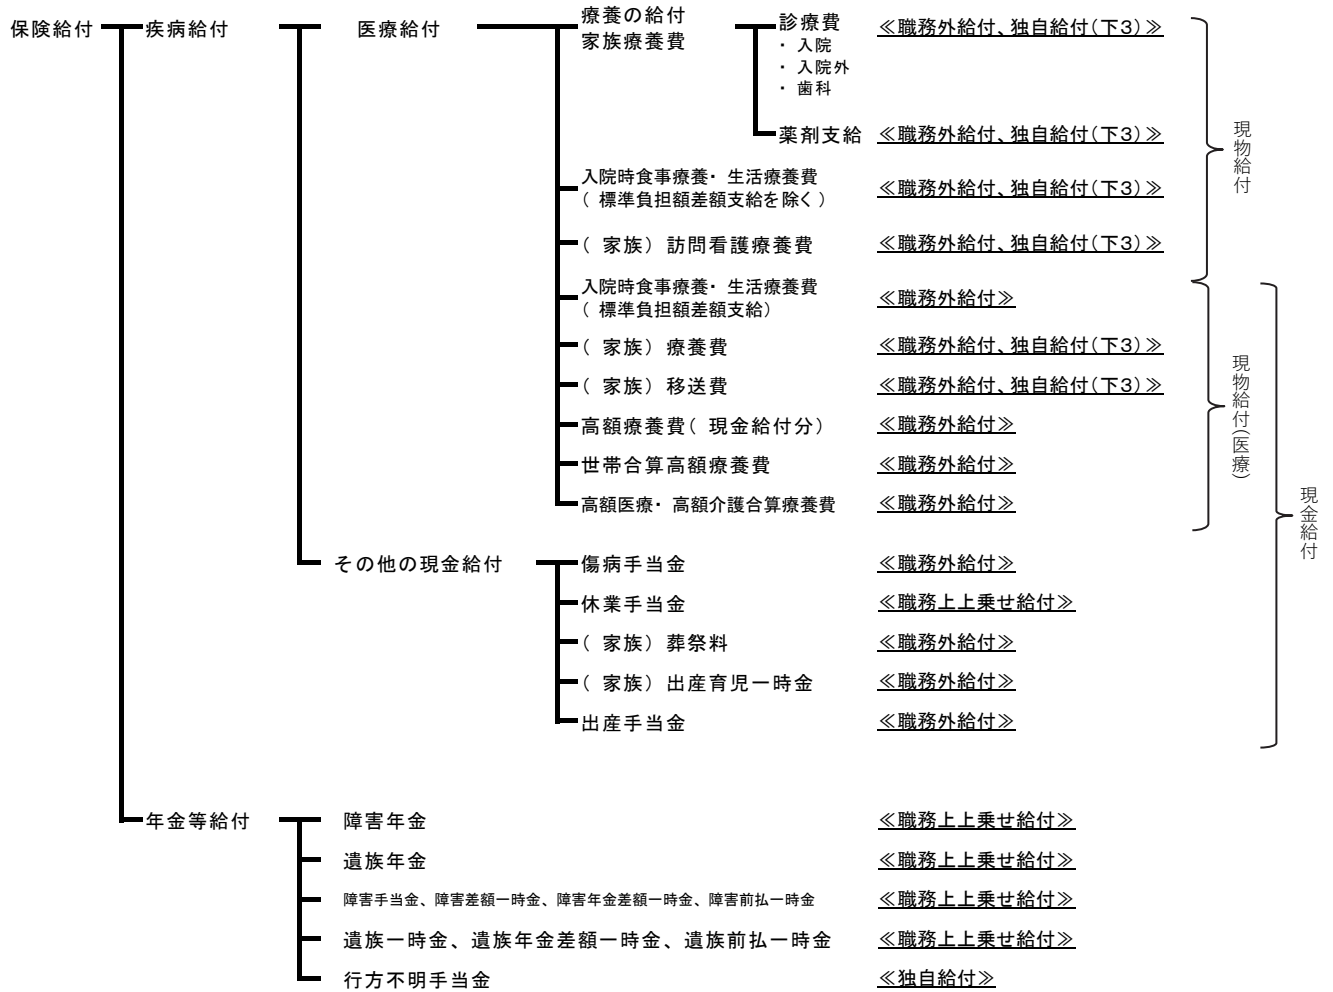 保険給付 疾病給付 医療給付 療養の給付 診療費 ≪職務外給付、独自給付(下3)≫
家族療養費
・ 入院
・ 入院外
・ 歯科
薬剤支給 ≪職務外給付、独自給付(下3)≫
現物給付
入院時食事療養・ 生活療養費
( 標準負担額差額支給を除く) ≪職務外給付、独自給付(下3)≫
( 家族) 訪問看護療養費 ≪職務外給付、独自給付(下3)≫
入院時食事療養・ 生活療養費
( 標準負担額差額支給) ≪職務外給付≫
( 家族) 療養費 ≪職務外給付、独自給付(下3)≫
( 家族) 移送費 ≪職務外給付、独自給付(下3)≫
現物給付(医療)
高額療養費( 現金給付分) ≪職務外給付≫
世帯合算高額療養費 ≪職務外給付≫
高額医療・ 高額介護合算療養費 ≪職務外給付≫
現金給付
その他の現金給付 傷病手当金 ≪職務外給付≫
休業手当金 ≪職務上上乗せ給付≫
( 家族) 葬祭料 ≪職務外給付≫
( 家族) 出産育児一時金 ≪職務外給付≫
出産手当金 ≪職務外給付≫
年金等給付 障害年金 ≪職務上上乗せ給付≫
遺族年金 ≪職務上上乗せ給付≫
障害手当金、障害差額一時金、障害年金差額一時金、障害前払一時金 ≪職務上上乗せ給付≫
遺族一時金、遺族年金差額一時金、遺族前払一時金 ≪職務上上乗せ給付≫
行方不明手当金 ≪独自給付≫